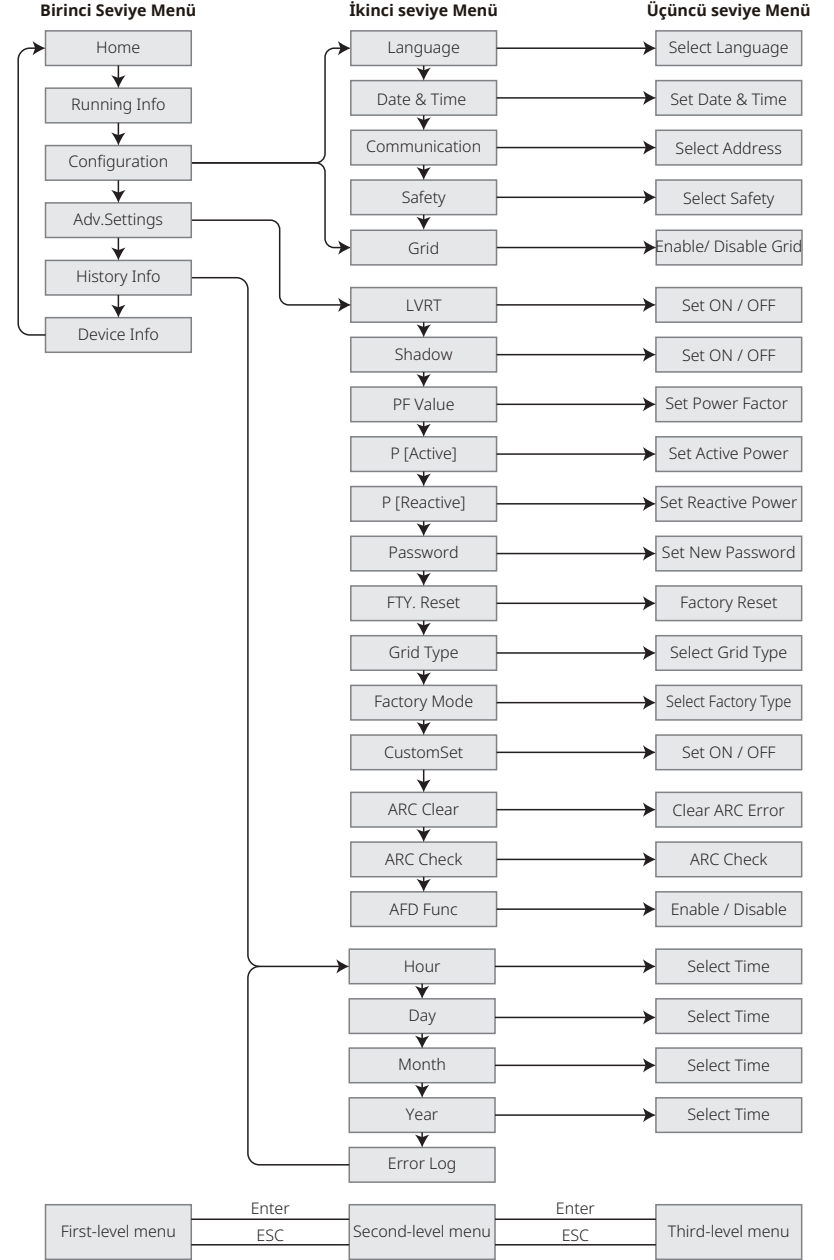 Birinci Seviye Menü
İkinci seviye Menü
Üçüncü seviye Menü
Home
Running Info
Configuration
Adv.Settings
History Info
Device Info
Language
Select Language
Date & Time
Set Date & Time
Communication
Select Address
Safety
Select Safety
Grid
Enable/ Disable Grid
LVRT
Set ON / OFF
Shadow
Set ON / OFF
PF Value
Set Power Factor
P [Active]
Set Active Power
P [Reactive]
Set Reactive Power
Password
Set New Password
FTY. Reset
Factory Reset
Grid Type
Select Grid Type
Factory Mode
Select Factory Type
CustomSet
Set ON / OFF
ARC Clear
Clear ARC Error
ARC Check
ARC Check
AFD Func
Enable / Disable
Hour
Select Time
Day
Select Time
Month
Select Time
Year
Select Time
Error Log
First-level menu
Enter
ESC
Second-level menu
Enter
ESC
Third-level menu